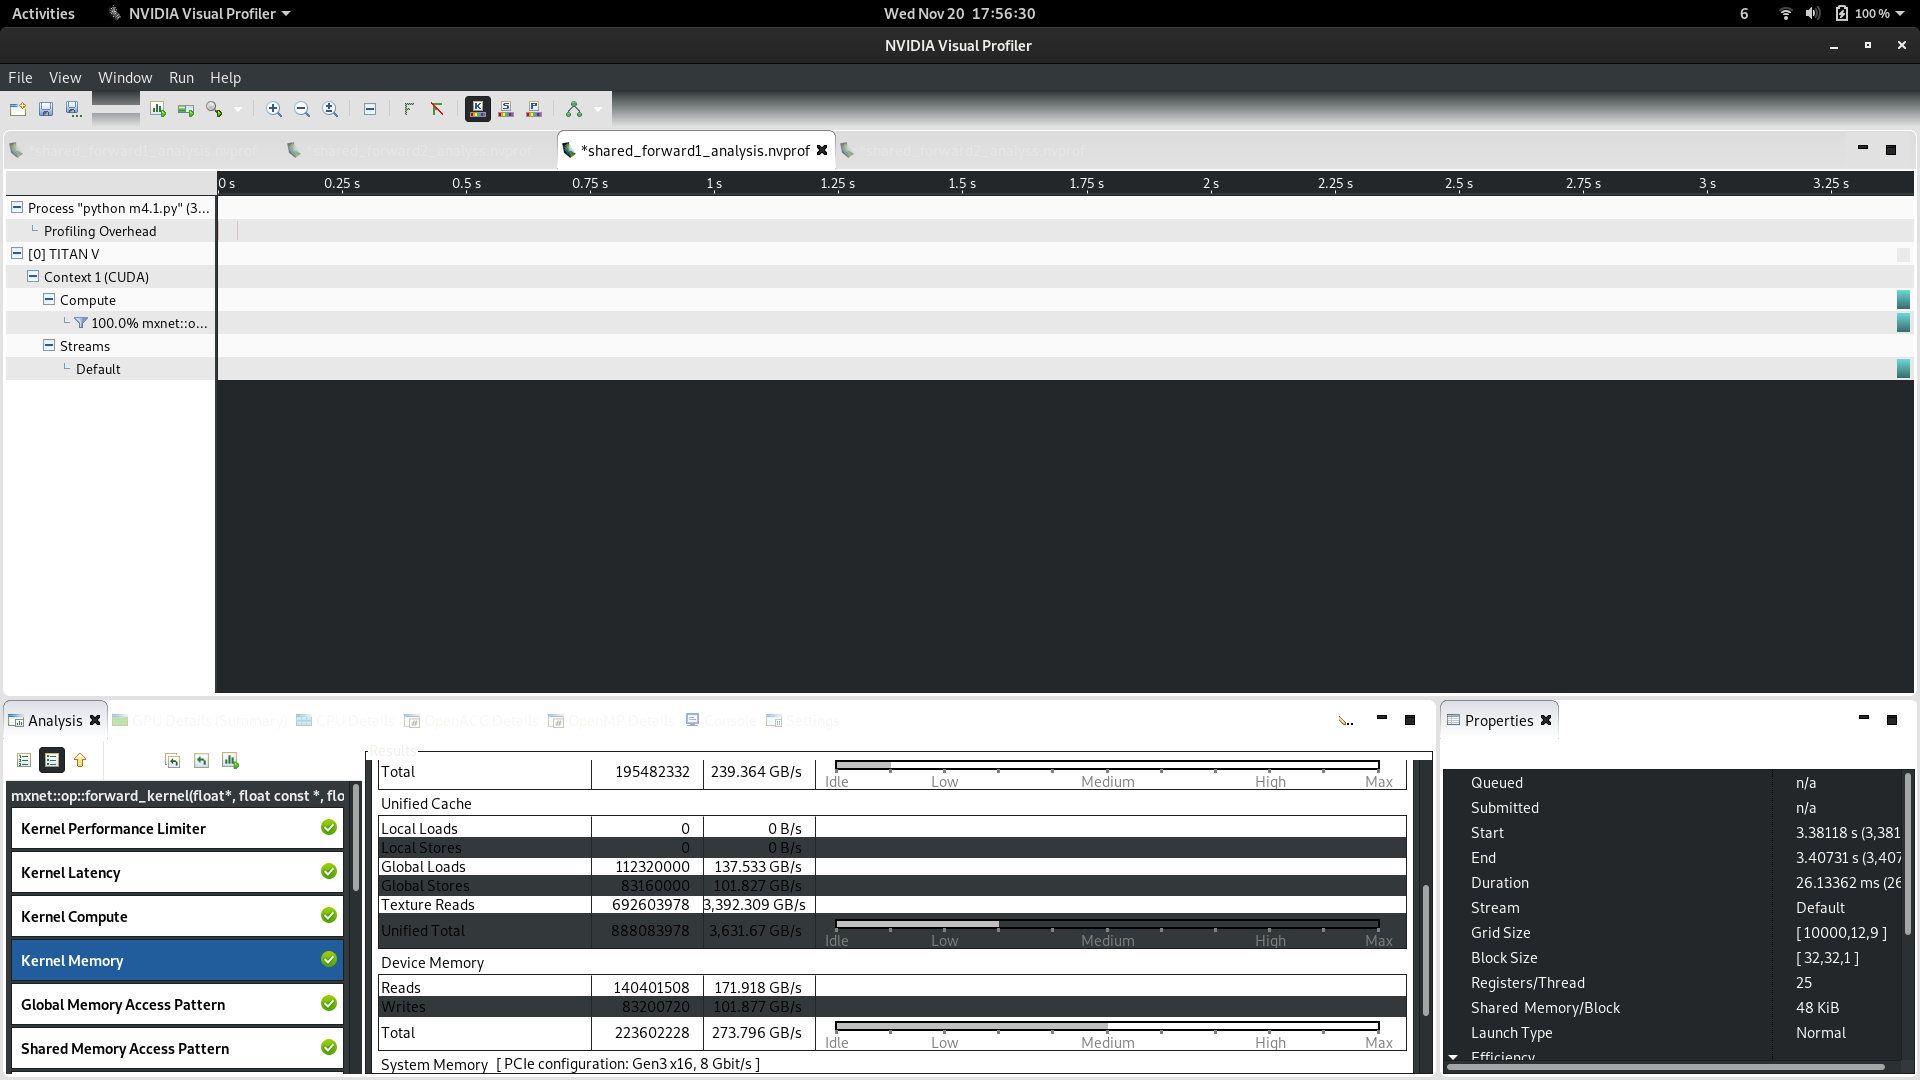 Activities NVIDIA Visual Profiler Wed Nov 20 17:56:30 6 100 %
NVIDIA Visual Profiler
File View Window Run Help
*shared_forward1_analysis.nvprof *shared_forward2_analyss.nvprof *shared_forward1_analysis.nvprof *shared_forward2_analyss.nvprof
0 s 0.25 s 0.5 s 0.75 s 1 s 1.25 s 1.5 s 1.75 s 2 s 2.25 s 2.5 s 2.75 s 3 s 3.25 s
Process "python m4.1.py" (3...
Profiling Overhead
[0] TITAN V
Context 1 (CUDA)
Compute
100.0% mxnet::o...
Streams
Default
Analysis GPU Details (Summary) CPU Details OpenACC Details OpenMP Details Console Settings
Results
mxnet::op::forward_kernel(float*, float const *, flo
Kernel Performance Limiter
Kernel Latency
Kernel Compute
Kernel Memory
Global Memory Access Pattern
Shared Memory Access Pattern
Total 195482332 239.364 GB/s
Idle Low Medium High Max
Unified Cache
Local Loads 0 0 B/s
Local Stores 0 0 B/s
Global Loads 112320000 137.533 GB/s
Global Stores 83160000 101.827 GB/s
Texture Reads 692603978 3,392.309 GB/s
Unified Total 888083978 3,631.67 GB/s
Idle Low Medium High Max
Device Memory
Reads 140401508 171.918 GB/s
Writes 83200720 101.877 GB/s
Total 223602228 273.796 GB/s
Idle Low Medium High Max
System Memory [ PCIe configuration: Gen3 x16, 8 Gbit/s ]
Properties
Queued n/a
Submitted n/a
Start 3.38118 s (3,381
End 3.40731 s (3,407
Duration 26.13362 ms (26
Stream Default
Grid Size [ 10000,12,9 ]
Block Size [ 32,32,1 ]
Registers/Thread 25
Shared Memory/Block 48 KiB
Launch Type Normal
Efficiency